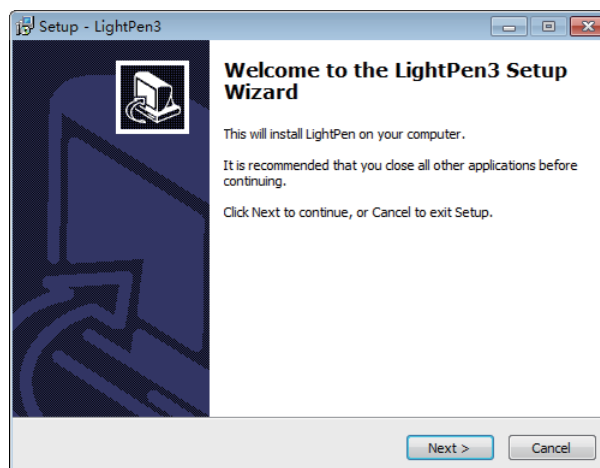 Setup - LightPen3
Welcome to the LightPen3 Setup
Wizard
This will install LightPen on your computer.
It is recommended that you close all other applications before
continuing.
Click Next to continue, or Cancel to exit Setup.
Next >
Cancel